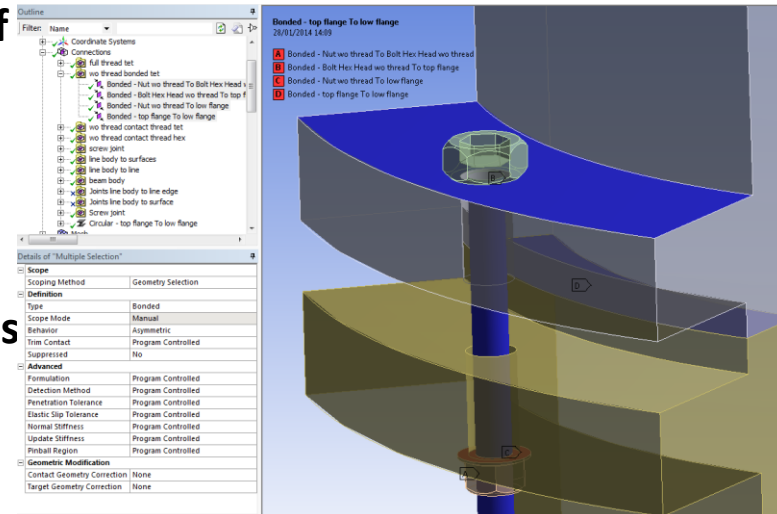 f
s
Outline
Filter: Name
Coordinate Systems
Connections
full thread tet
wo thread bonded tet
Bonded - Nut wo thread To Bolt Hex Head w
Bonded - Bolt Hex Head wo thread To top f
Bonded - Nut wo thread To low flange
Bonded - top flange To low flange
wo thread contact thread tet
wo thread contact thread hex
screw joint
line body to surfaces
line body to line
beam body
Joints line body to line edge
Joints line body to surface
Screw joint
Circular - top flange To low flange
Mesh
Details of "Multiple Selection"
Scope
Scoping Method Geometry Selection
Definition
Type Bonded
Scope Mode Manual
Behavior Asymmetric
Trim Contact Program Controlled
Suppressed No
Advanced
Formulation Program Controlled
Detection Method Program Controlled
Penetration Tolerance Program Controlled
Elastic Slip Tolerance Program Controlled
Normal Stiffness Program Controlled
Update Stiffness Program Controlled
Pinball Region Program Controlled
Geometric Modification
Contact Geometry Correction None
Target Geometry Correction None
Bonded - top flange To low flange
28/01/2014 14:09
A Bonded - Nut wo thread To Bolt Hex Head wo thread
B Bonded - Bolt Hex Head wo thread To top flange
C Bonded - Nut wo thread To low flange
D Bonded - top flange To low flange
B
D
C
A